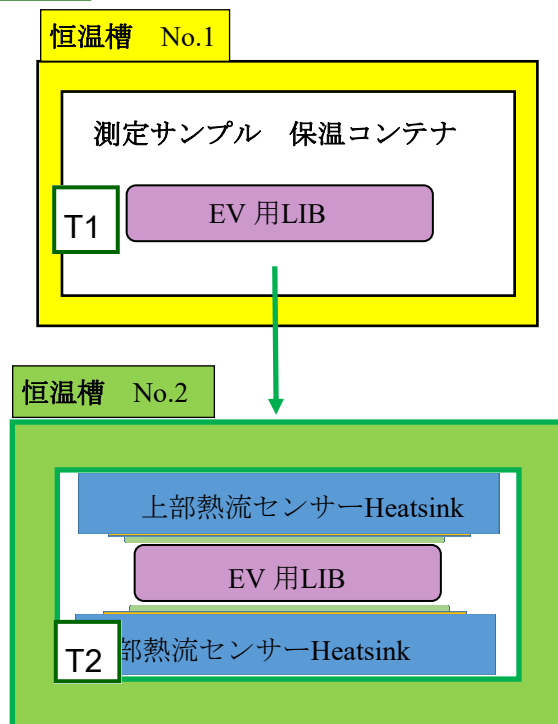 恒温槽　No.1
測定サンプル　保温コンテナ
T1
EV 用LIB
恒温槽　No.2
上部熱流センサーHeatsink
EV 用LIB
T2
部熱流センサーHeatsink